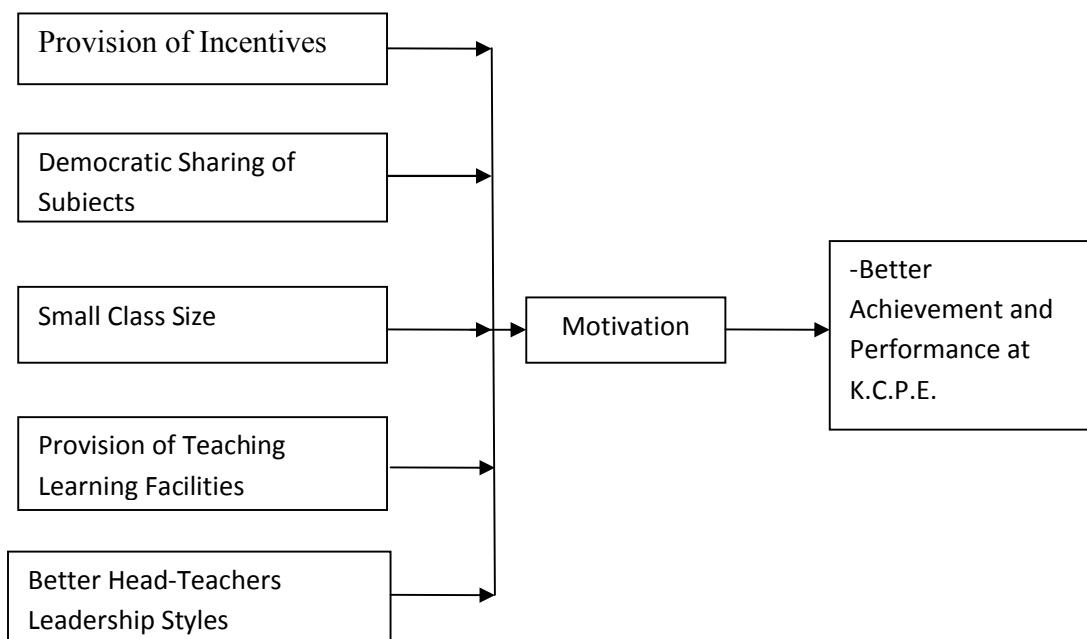 Provision of Incentives
Democratic Sharing of
Subjects
Small Class Size
Motivation
-Better
Achievement and
Performance at
K.C.P.E.
Provision of Teaching
Learning Facilities
Better Head-Teachers
Leadership Styles